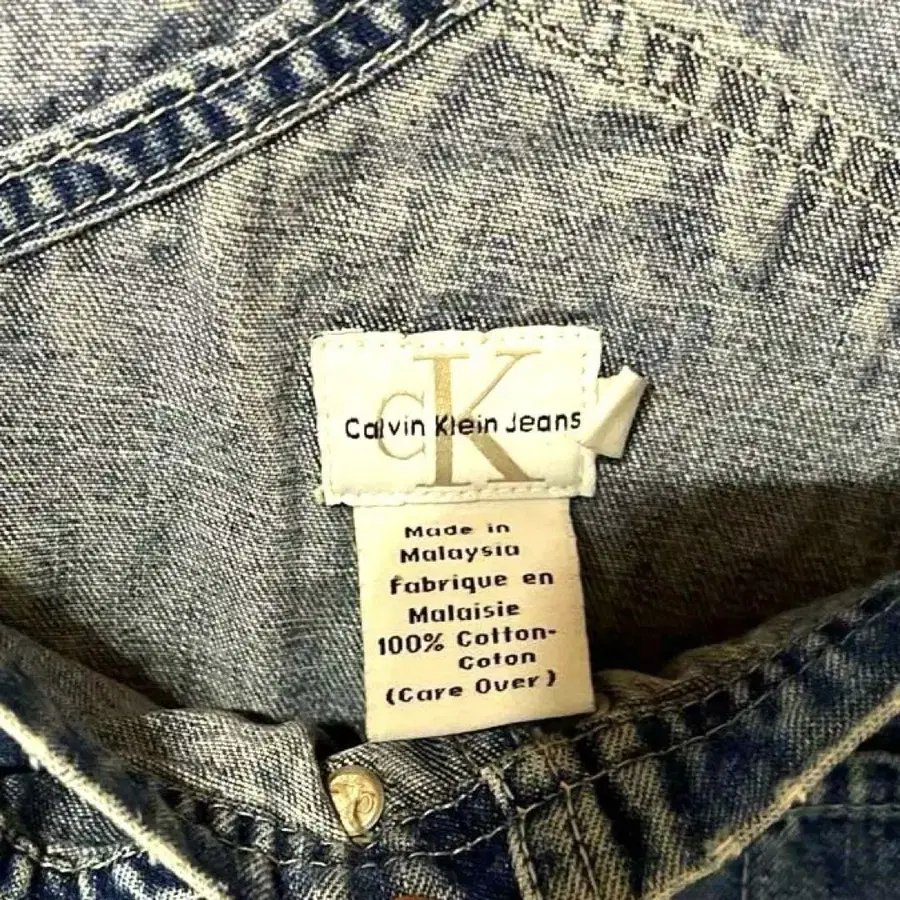 CK
Calvin Klein Jeans
Made in
Malaysia
Fabrique en
Malaisie
100% Cotton-
Coton
(Care Over)